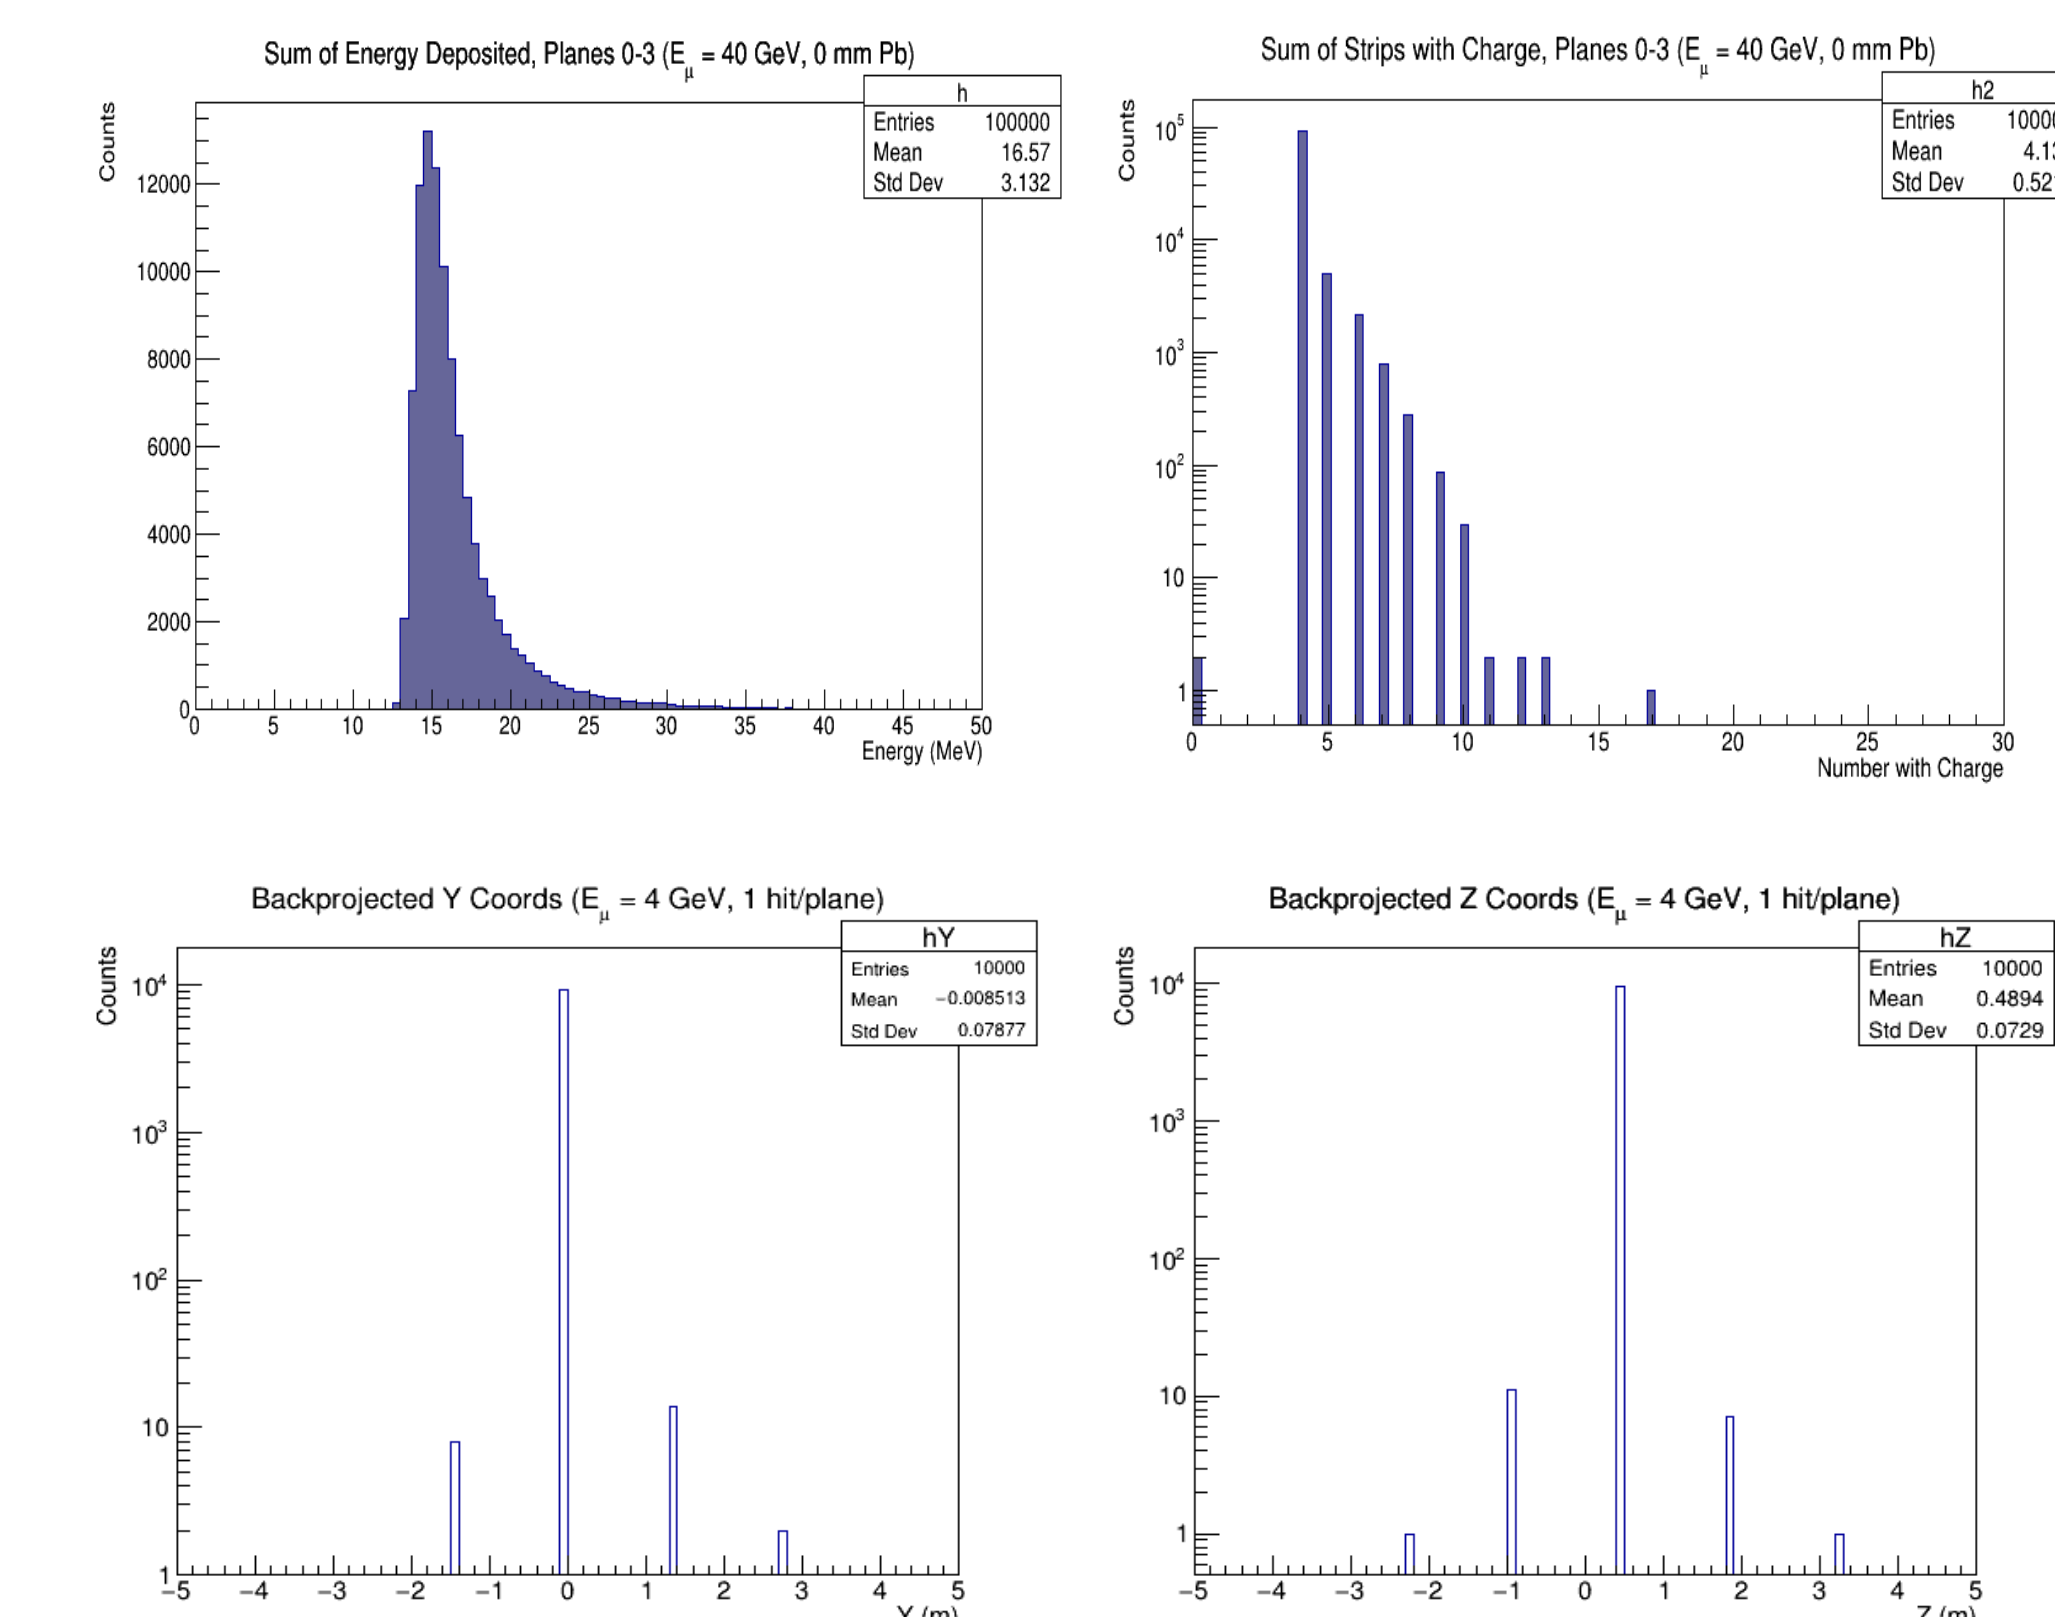 Sum of Energy Deposited, Planes 0-3 (Eμ = 40 GeV, 0 mm Pb)
Counts
h
Entries 100000
Mean 16.57
Std Dev 3.132
12000
10000
8000
6000
4000
2000
0
0 5 10 15 20 25 30 35 40 45 50
Energy (MeV)
Sum of Strips with Charge, Planes 0-3 (Eμ = 40 GeV, 0 mm Pb)
Counts
h2
Entries
Mean
Std Dev
10^5
10^4
10^3
10^2
10
1
0 5 10 15 20 25 30
Number with Charge
Backprojected Y Coords (Eμ = 4 GeV, 1 hit/plane)
Counts
hY
Entries 10000
Mean −0.008513
Std Dev 0.07877
10^4
10^3
10^2
10
1
−5 −4 −3 −2 −1 0 1 2 3 4 5
Y (m)
Backprojected Z Coords (Eμ = 4 GeV, 1 hit/plane)
Counts
hZ
Entries 10000
Mean 0.4894
Std Dev 0.0729
10^4
10^3
10^2
10
1
−5 −4 −3 −2 −1 0 1 2 3 4 5
Z (m)